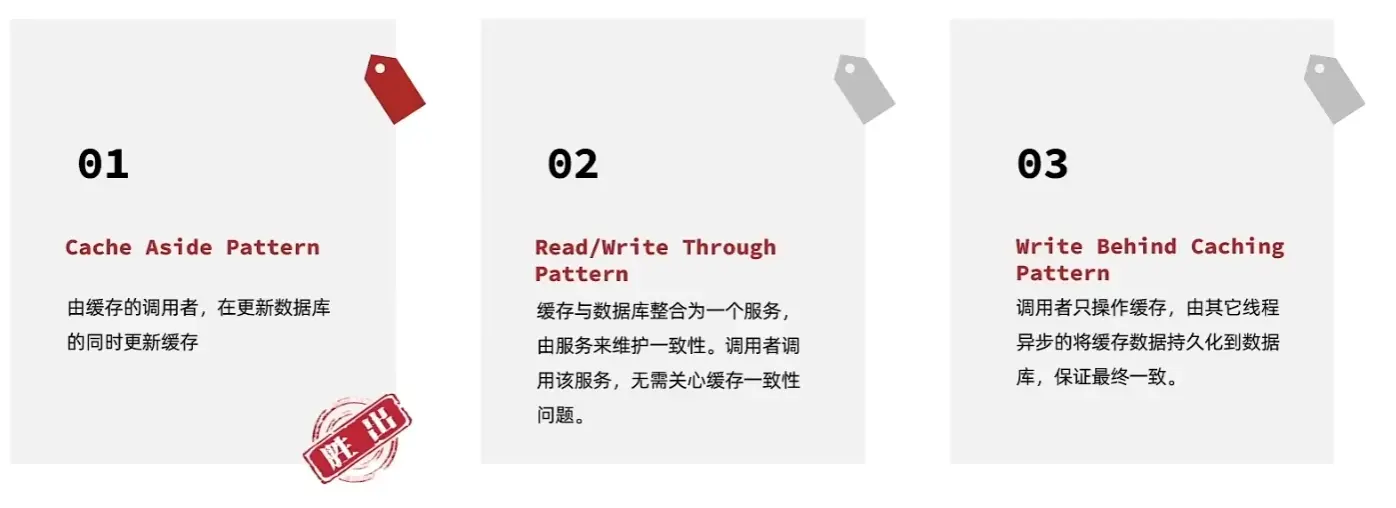 01
Cache Aside Pattern
由缓存的调用者，在更新数据库
的同时更新缓存
胜出
02
Read/Write Through
Pattern
缓存与数据库整合为一个服务，
由服务来维护一致性。调用者调
用该服务，无需关心缓存一致性
问题。
03
Write Behind Caching
Pattern
调用者只操作缓存，由其它线程
异步的将缓存数据持久化到数据
库，保证最终一致。